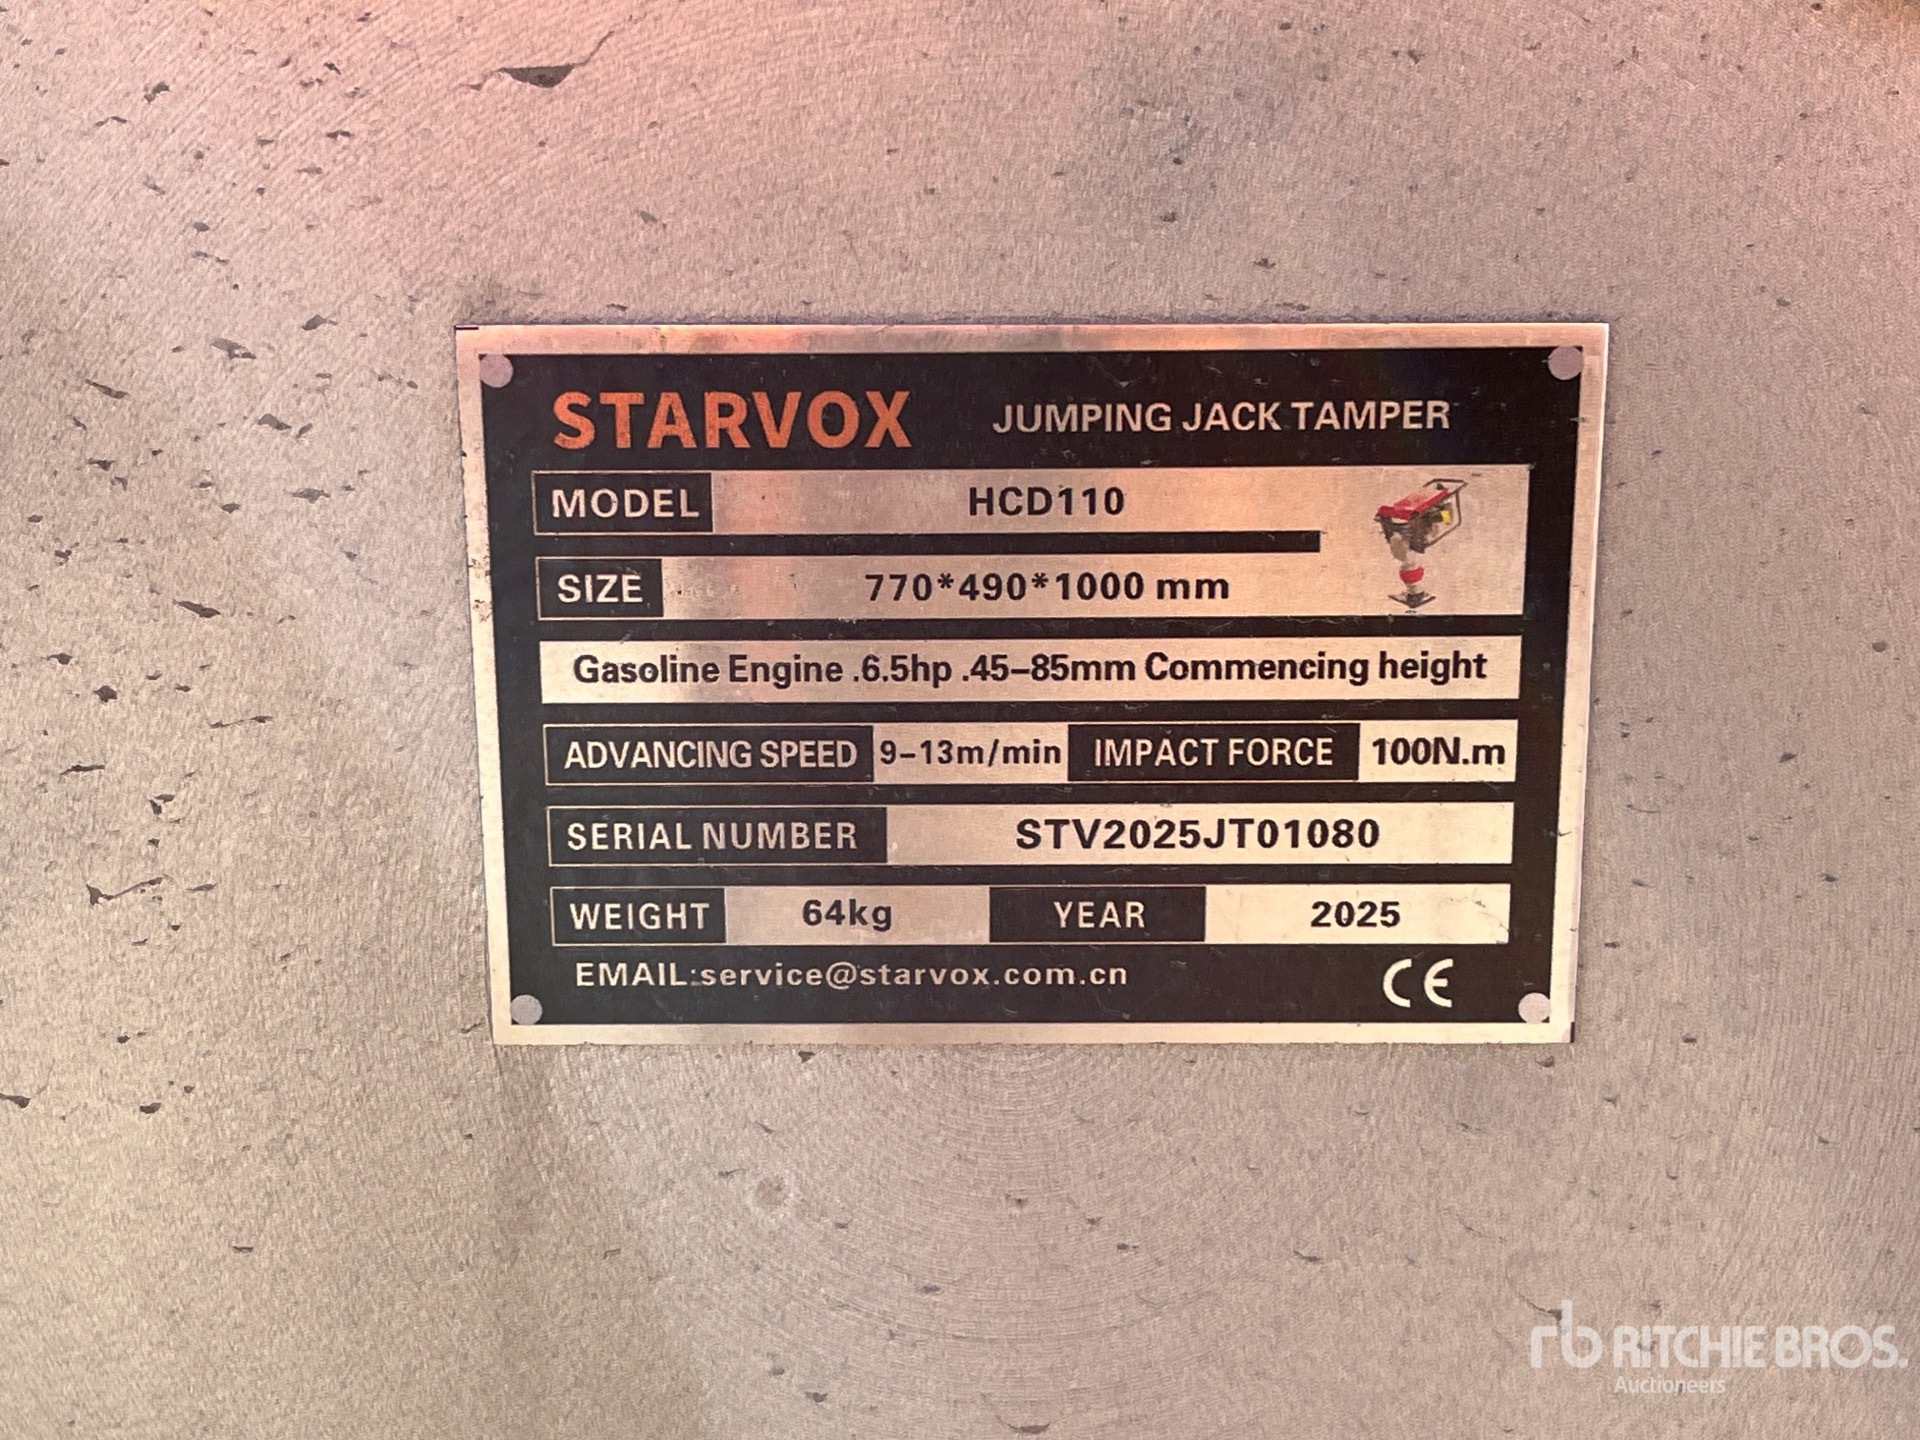 STARVOX JUMPING JACK TAMPER
MODEL HCD110
SIZE 770*490*1000 mm
Gasoline Engine .6.5hp .45-85mm Commencing height
ADVANCING SPEED 9-13m/min IMPACT FORCE 100N.m
SERIAL NUMBER STV2025JT01080
WEIGHT 64kg YEAR 2025
EMAIL:service@starvox.com.cn CE
rb RITCHIE BROS.
Auctioneers